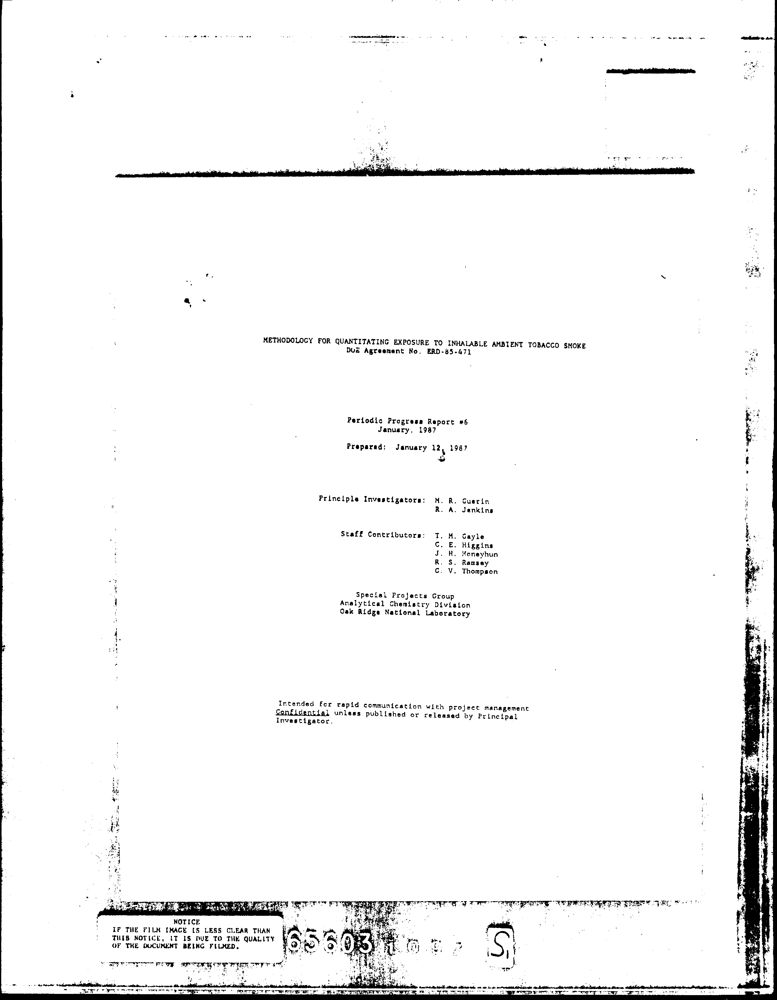 METHODOLOGY FOR QUANTITATING EXPOSURE TO INHALABLE AMBIENT TOBACCO SMOKE
DOE Agreement No. ERD-85-471
Periodic Progress Report #6
January, 1987
Prepared: January 12, 1987
Principle Investigators: M. R. Guerin
R. A. Jenkins
Staff Contributors: T. M. Gayle
C. E. Higgins
J. H. Moneyhun
R. S. Ramsey
C. V. Thompson
Special Projects Group
Analytical Chemistry Division
Oak Ridge National Laboratory
Intended for rapid communication with project management
Confidential unless published or released by Principal
Investigator.
NOTICE
IF THE FILM IMAGE IS LESS CLEAR THAN
THIS NOTICE, IT IS DUE TO THE QUALITY
OF THE DOCUMENT BEING FILMED.
65603
S